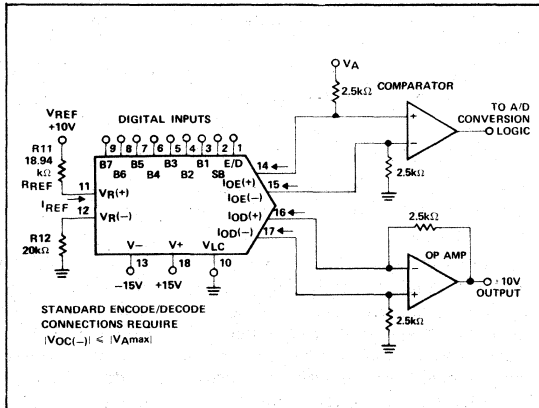 VA
2.5kΩ COMPARATOR
VREF
+10V
DIGITAL INPUTS
TO A/D
CONVERSION
LOGIC
R11
18.94
kΩ
RREF
IREF
9 8 7 6 5 4 3 2 1
B7 B5 B3 B1 E/D
B6 B4 B2 SB
14
IOE(+)
15
IOE(-)
2.5kΩ
11
VR(+)
12
VR(-)
IOD(+)
16
IOD(-)
17
2.5kΩ
R12
20kΩ
V- V+ VLC
13 18 10
-15V +15V
OP AMP
±10V
OUTPUT
2.5kΩ
STANDARD ENCODE/DECODE
CONNECTIONS REQUIRE
|VOC(-)| ≤ |VAmax|
+
-
-
+